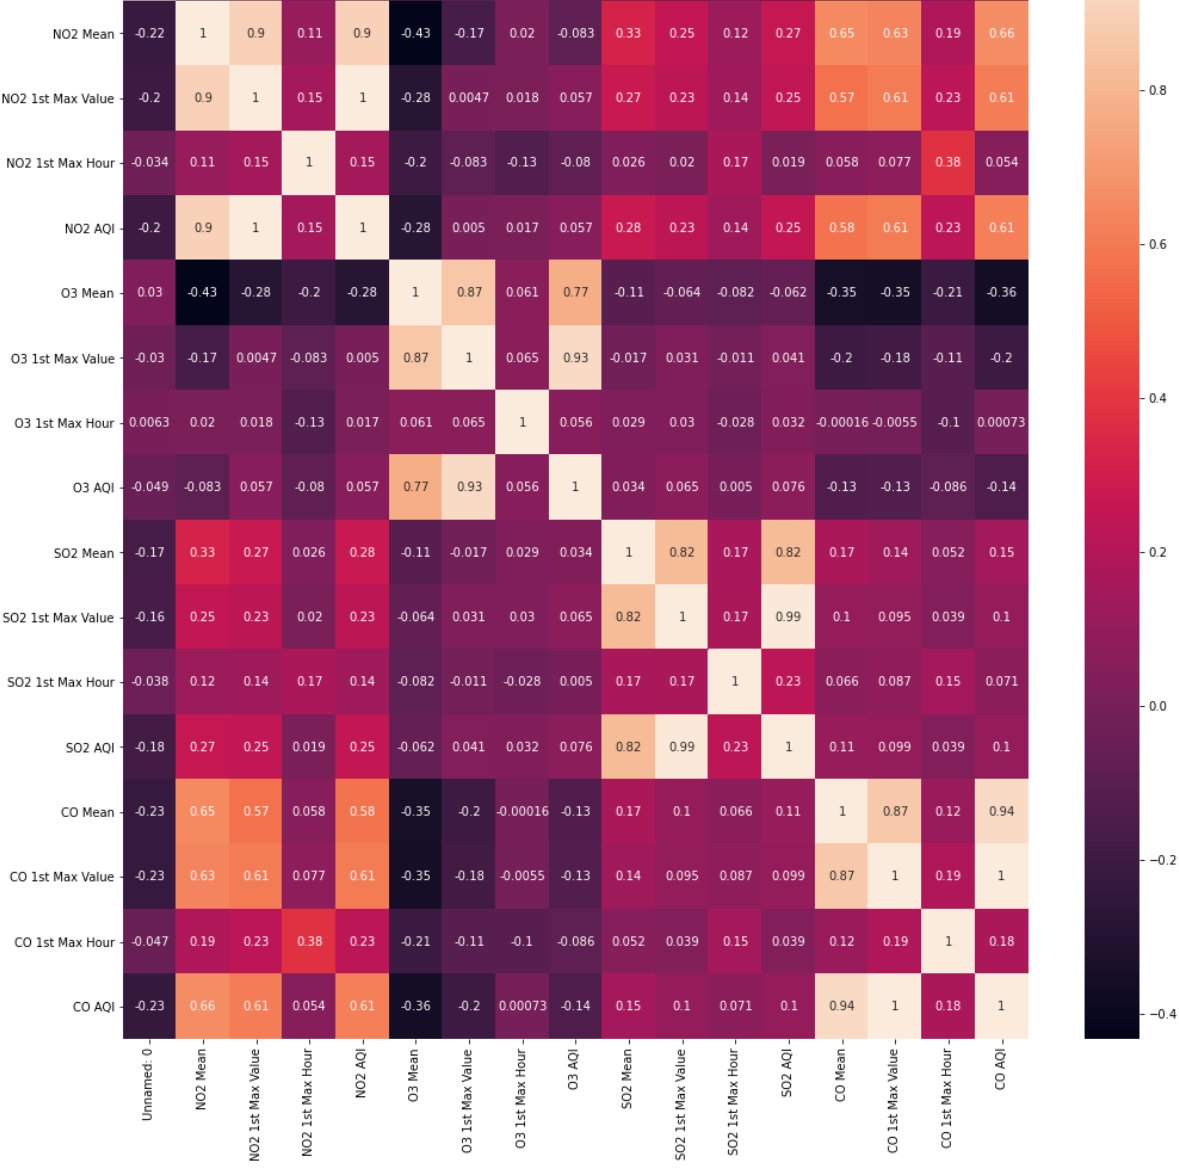 NO2 Mean -0.22 1 0.9 0.11 0.9 -0.43 -0.17 0.02 -0.083 0.33 0.25 0.12 0.27 0.65 0.63 0.19 0.66
NO2 1st Max Value -0.2 0.9 1 0.15 1 -0.28 0.0047 0.018 0.057 0.27 0.23 0.14 0.25 0.57 0.61 0.23 0.61
NO2 1st Max Hour -0.034 0.11 0.15 1 0.15 -0.2 -0.083 -0.13 -0.08 0.026 0.02 0.17 0.019 0.058 0.077 0.38 0.054
NO2 AQI -0.2 0.9 1 0.15 1 -0.28 0.005 0.017 0.057 0.28 0.23 0.14 0.25 0.58 0.61 0.23 0.61
O3 Mean 0.03 -0.43 -0.28 -0.2 -0.28 1 0.87 0.061 0.77 -0.11 -0.064 -0.082 -0.062 -0.35 -0.35 -0.21 -0.36
O3 1st Max Value -0.03 -0.17 0.0047 -0.083 0.005 0.87 1 0.065 0.93 -0.017 0.031 -0.011 0.041 -0.2 -0.18 -0.11 -0.2
O3 1st Max Hour 0.0063 0.02 0.018 -0.13 0.017 0.061 0.065 1 0.056 0.029 0.03 -0.028 0.032 -0.00016 -0.0055 -0.1 0.00073
O3 AQI -0.049 -0.083 0.057 -0.08 0.057 0.77 0.93 0.056 1 0.034 0.065 0.005 0.076 -0.13 -0.13 -0.086 -0.14
SO2 Mean -0.17 0.33 0.27 0.026 0.28 -0.11 -0.017 0.029 0.034 1 0.82 0.17 0.82 0.17 0.14 0.052 0.15
SO2 1st Max Value -0.16 0.25 0.23 0.02 0.23 -0.064 0.031 0.03 0.065 0.82 1 0.17 0.99 0.1 0.095 0.039 0.1
SO2 1st Max Hour -0.038 0.12 0.14 0.17 0.14 -0.082 -0.011 -0.028 0.005 0.17 0.17 1 0.23 0.066 0.087 0.15 0.071
SO2 AQI -0.18 0.27 0.25 0.019 0.25 -0.062 0.041 0.032 0.076 0.82 0.99 0.23 1 0.11 0.099 0.039 0.1
CO Mean -0.23 0.65 0.57 0.058 0.58 -0.35 -0.2 -0.00016 -0.13 0.17 0.1 0.066 0.11 1 0.87 0.12 0.94
CO 1st Max Value -0.23 0.63 0.61 0.077 0.61 -0.35 -0.18 -0.0055 -0.13 0.14 0.095 0.087 0.099 0.87 1 0.19 1
CO 1st Max Hour -0.047 0.19 0.23 0.38 0.23 -0.21 -0.11 -0.1 -0.086 0.052 0.039 0.15 0.039 0.12 0.19 1 0.18
CO AQI -0.23 0.66 0.61 0.054 0.61 -0.36 -0.2 0.00073 -0.14 0.15 0.1 0.071 0.1 0.94 1 0.18 1
Unnamed: 0
NO2 Mean
NO2 1st Max Value
NO2 1st Max Hour
NO2 AQI
O3 Mean
O3 1st Max Value
O3 1st Max Hour
O3 AQI
SO2 Mean
SO2 1st Max Value
SO2 1st Max Hour
SO2 AQI
CO Mean
CO 1st Max Value
CO 1st Max Hour
CO AQI
0.8
0.6
0.4
0.2
0.0
−0.2
−0.4